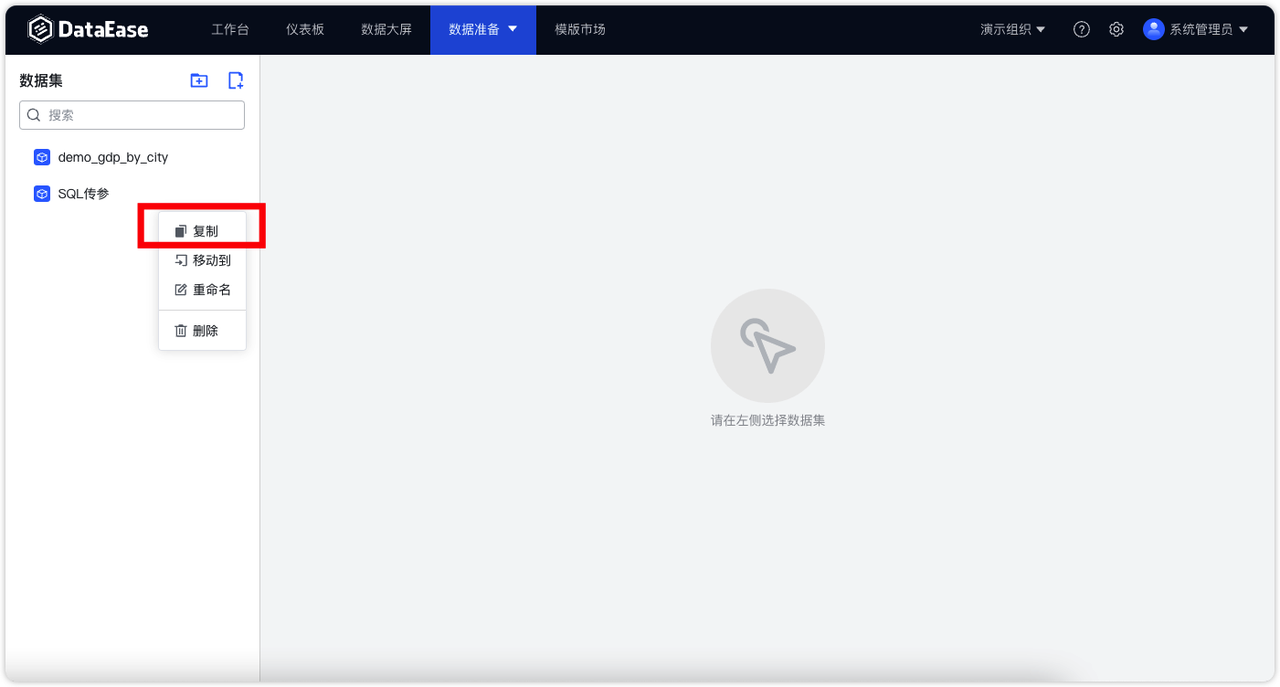 DataEase 工作台 仪表板 数据大屏 数据准备 模版市场 演示组织 系统管理员
数据集
搜索
demo_gdp_by_city
SQL传参
复制
移动到
重命名
删除
请在左侧选择数据集